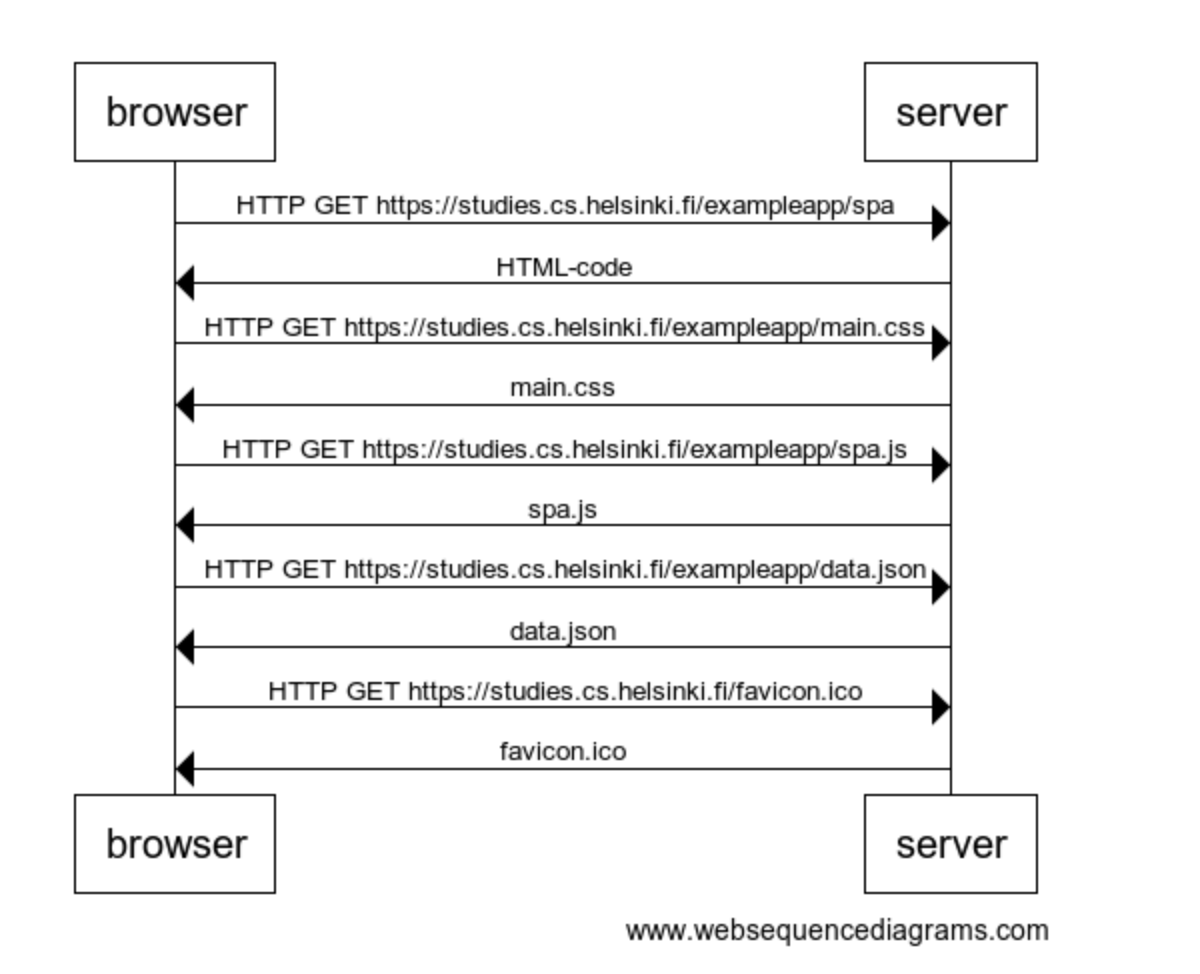 browser
server
HTTP GET https://studies.cs.helsinki.fi/exampleapp/spa
HTML-code
HTTP GET https://studies.cs.helsinki.fi/exampleapp/main.css
main.css
HTTP GET https://studies.cs.helsinki.fi/exampleapp/spa.js
spa.js
HTTP GET https://studies.cs.helsinki.fi/exampleapp/data.json
data.json
HTTP GET https://studies.cs.helsinki.fi/favicon.ico
favicon.ico
browser
server
www.websequencediagrams.com